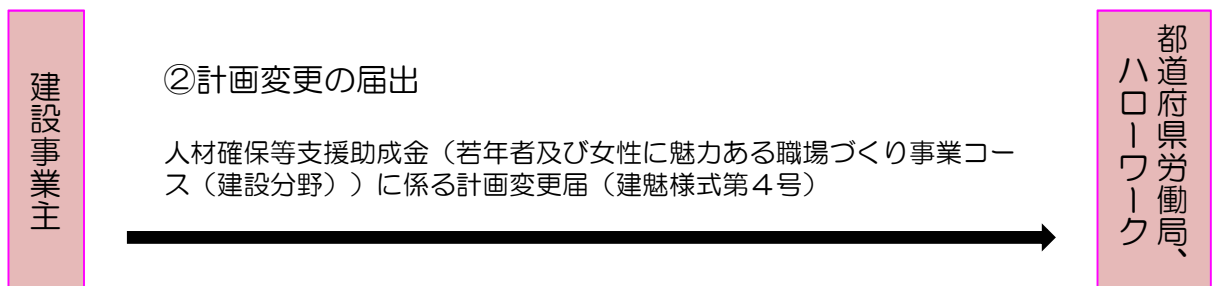 建設事業主
②計画変更の届出
人材確保等支援助成金（若年者及び女性に魅力ある職場づくり事業コー
ス（建設分野））に係る計画変更届（建魅様式第４号）
都道府県労働局、
ハローワーク